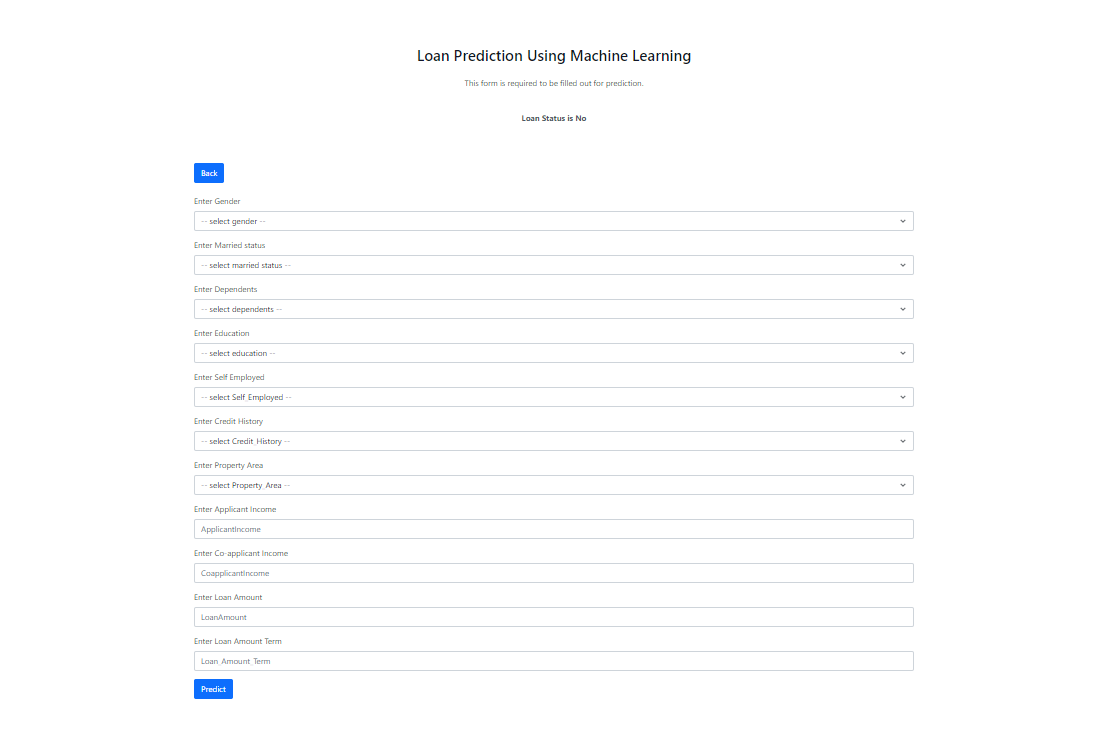 Loan Prediction Using Machine Learning
This form is required to be filled out for prediction.
Loan Status is No
Back
Enter Gender
-- select gender --
Enter Married status
-- select married status --
Enter Dependents
-- select dependents --
Enter Education
-- select education --
Enter Self Employed
-- select Self_Employed --
Enter Credit History
-- select Credit_History --
Enter Property Area
-- select Property_Area --
Enter Applicant Income
ApplicantIncome
Enter Co-applicant Income
CoapplicantIncome
Enter Loan Amount
LoanAmount
Enter Loan Amount Term
Loan_Amount_Term
Predict